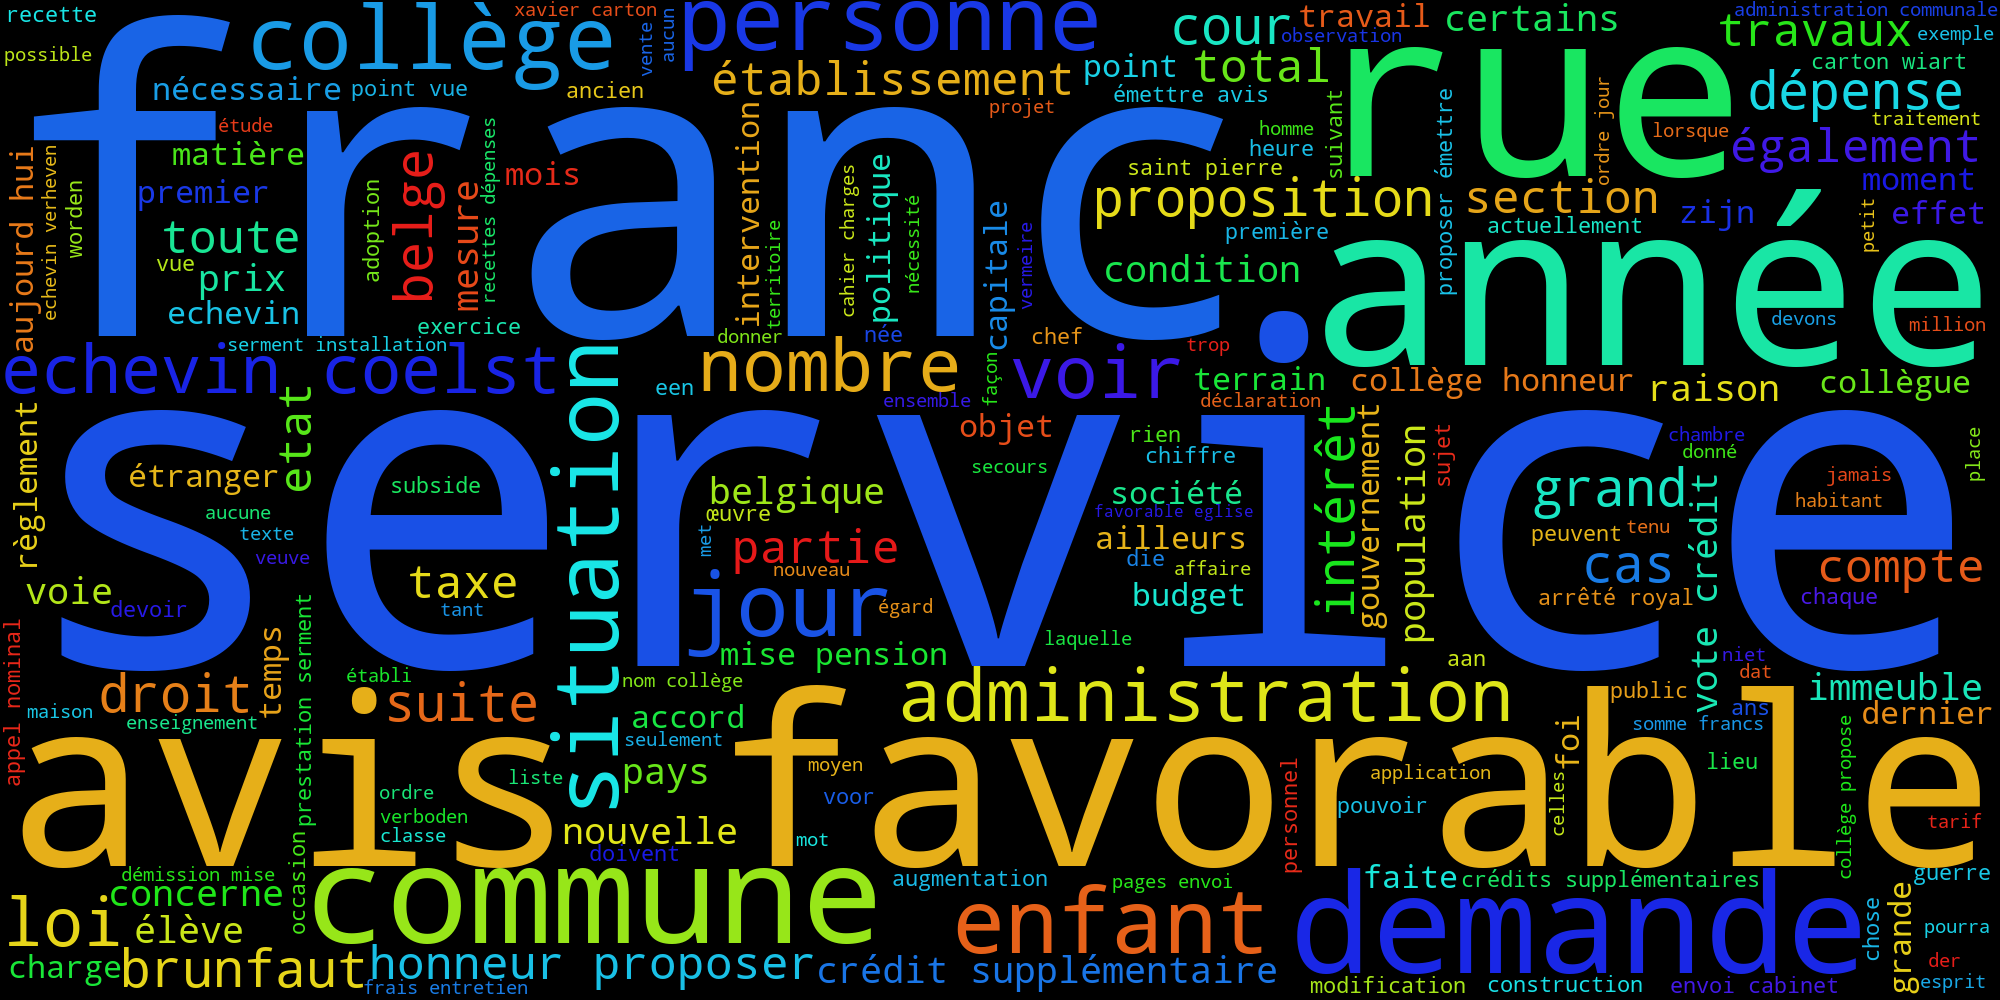 recette
collège
xavier carton
vente
aucun
personne
cour
observation
travail
certains
administration communale
travaux
exemple
possible
franc
nécessaire
point vue
ancien
établissement
point
total
rue
carton wiart
dépense
projet
émettre avis
étude
matière
premier
aujourd hui
echevin verheven
worden
toute
vue
prix
echevin
adoption
belge
mesure
recettes dépenses
mois
exercice
serment installation
intervention
territoire
cahier charges
politique
nécessité
capitale
vermeire
donner
née
chef
homme
heure
suivant
saint pierre
proposition
première
condition
proposer émettre
ordre jour
lorsque
traitement
également
section
zijn
moment
effet
petit
actuellement
année
devons
million
echevin coelst
situation
een
nombre
ensemble
façon
voir
trop
terrain
déclaration
collège honneur
raison
collègue
service
règlement
etat
étranger
aucune
texte
veuve
voie
devoir
subside
taxe
tant
belgique
œuvre
met
partie
nouveau
jour
égard
mise pension
objet
secours
rien
chiffre
société
favorable eglise
ailleurs
die
affaire
budget
laquelle
intérêt
gouvernement
population
sujet
aan
grand
peuvent
tenu
cas
arrêté royal
vote crédit
chambre
donné
jamais
habitant
place
compte
chaque
niet
dat
appel nominal
maison
droit
enseignement
temps
prestation serment
établi
suite
nom collège
accord
seulement
pays
administration
public
ans
somme francs
immeuble
dernier
lieu
avis favorable
liste
ordre
verboden
classe
moyen
voor
mot
nouvelle
doivent
personnel
application
pouvoir
celles
foi
collège propose
tarif
démission mise
concerne
occasion
loi
élève
charge
brunfaut
commune
honneur proposer
frais entretien
augmentation
pages envoi
enfant
crédit supplémentaire
faite
crédits supplémentaires
demande
modification
construction
envoi cabinet
chose
grande
guerre
pourra
der
esprit